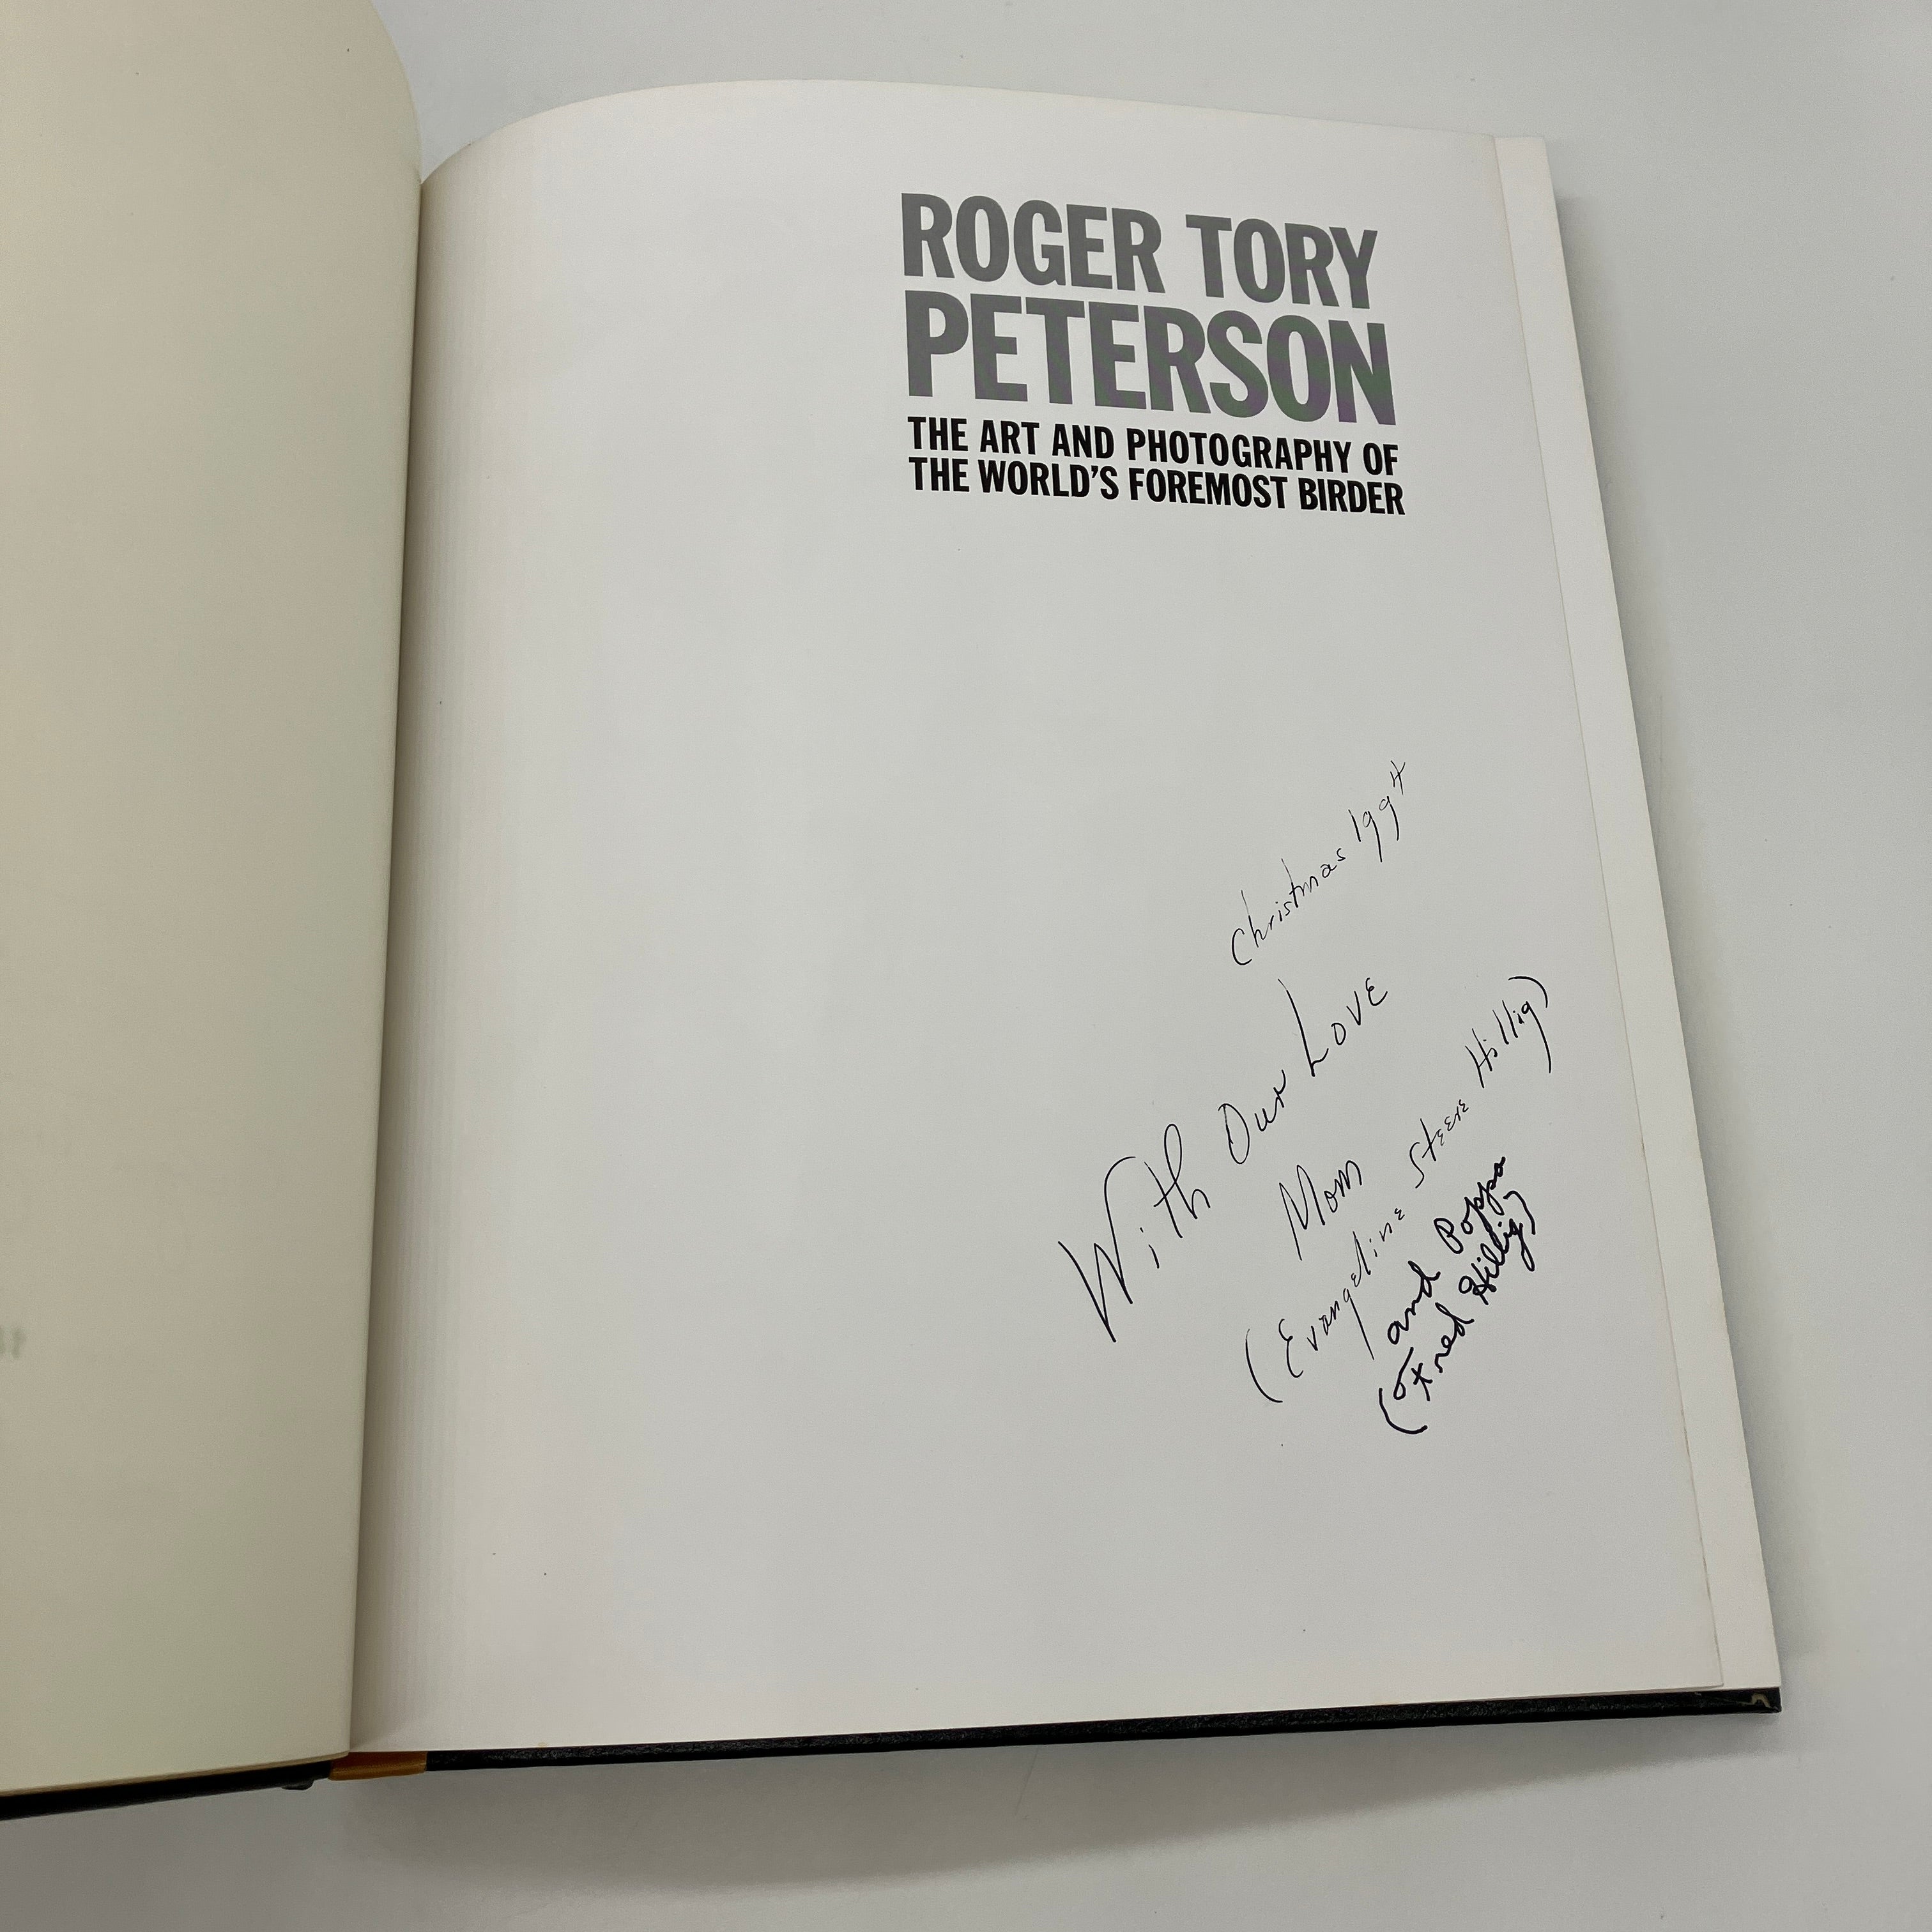 ROGER TORY
PETERSON
THE ART AND PHOTOGRAPHY OF
THE WORLD'S FOREMOST BIRDER
Christmas 1994
With Our Love
Mom
(Evangeline Steere Hillig)
and Poppa
(Fred Hillig)